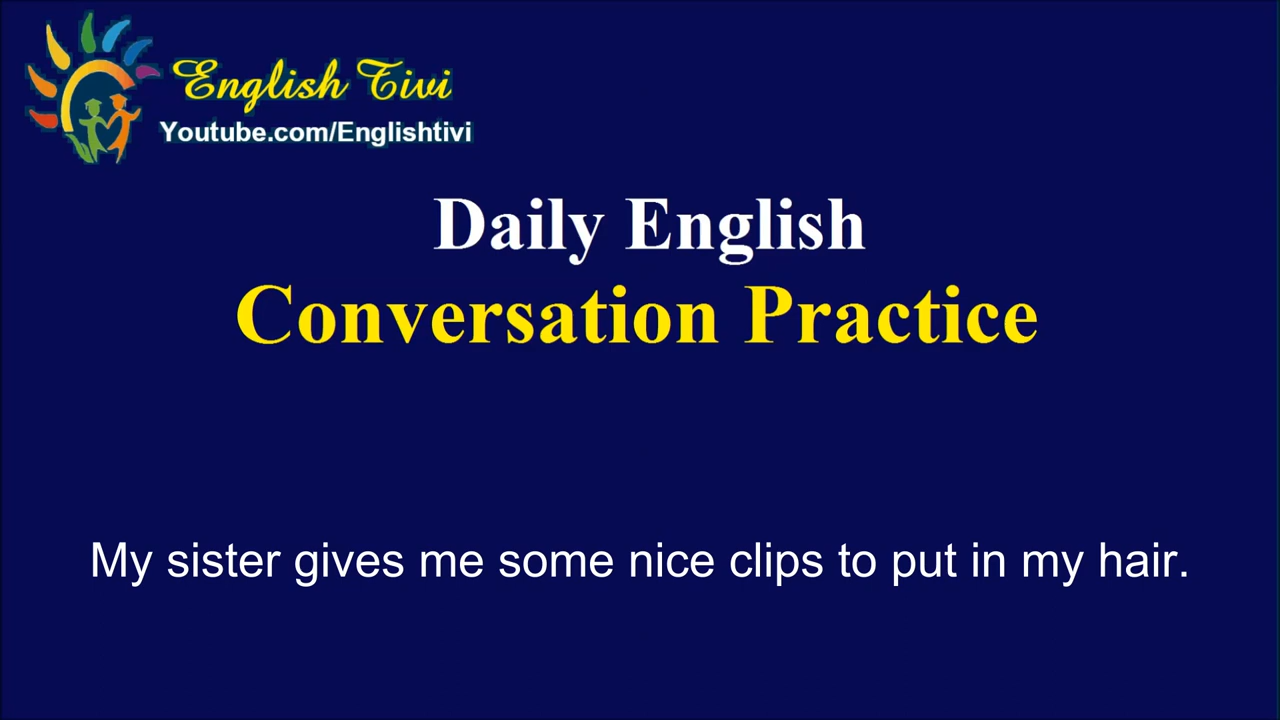 English Tivi
Youtube.com/Englishtivi
Daily English
Conversation Practice
My sister gives me some nice clips to put in my hair.